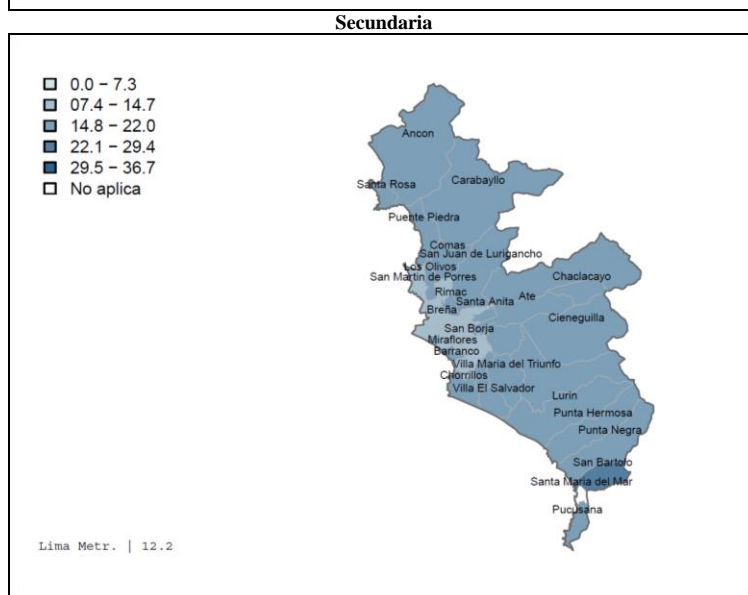 Secundaria
0.0 − 7.3
07.4 − 14.7
14.8 − 22.0
22.1 − 29.4
29.5 − 36.7
No aplica
Ancon
Santa Rosa
Carabayllo
Puente Piedra
Comas
San Juan de Lurigancho
Los Olivos
San Martin de Porres
Chaclacayo
Rimac
Ate
Santa Anita
Breña
Cieneguilla
San Borja
Miraflores
Barranco
Villa Maria del Triunfo
Chorrillos
Villa El Salvador
Lurin
Punta Hermosa
Punta Negra
San Bartolo
Santa Maria del Mar
Pucusana
Lima Metr. | 12.2